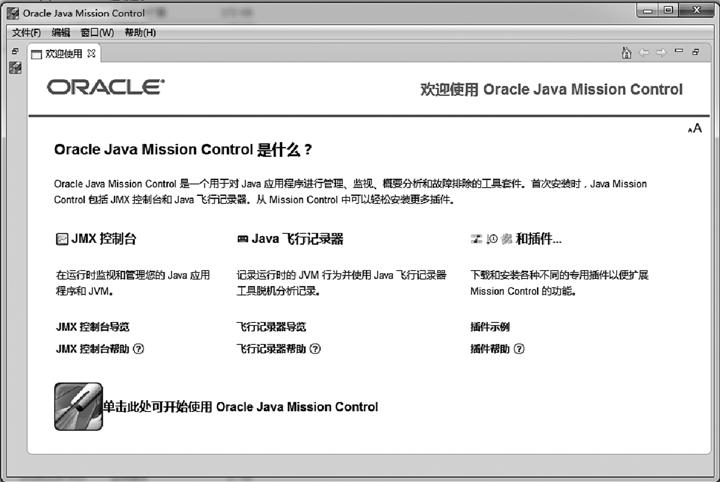 Oracle Java Mission Control
文件(F) 编辑 窗口(W) 帮助(H)
欢迎使用
ORACLE
欢迎使用 Oracle Java Mission Control
AA
Oracle Java Mission Control 是什么？
Oracle Java Mission Control 是一个用于对 Java 应用程序进行管理、监视、概要分析和故障排除的工具套件。首次安装时，Java Mission
Control 包括 JMX 控制台和 Java 飞行记录器。从 Mission Control 中可以轻松安装更多插件。
JMX 控制台
在运行时监视和管理您的 Java 应用
程序和 JVM。
JMX 控制台导览
JMX 控制台帮助
Java 飞行记录器
记录运行时的 JVM 行为并使用 Java 飞行记录器
工具脱机分析记录。
飞行记录器导览
飞行记录器帮助
和插件...
下载和安装各种不同的专用插件以便扩展
Mission Control 的功能。
插件示例
插件帮助
单击此处可开始使用 Oracle Java Mission Control